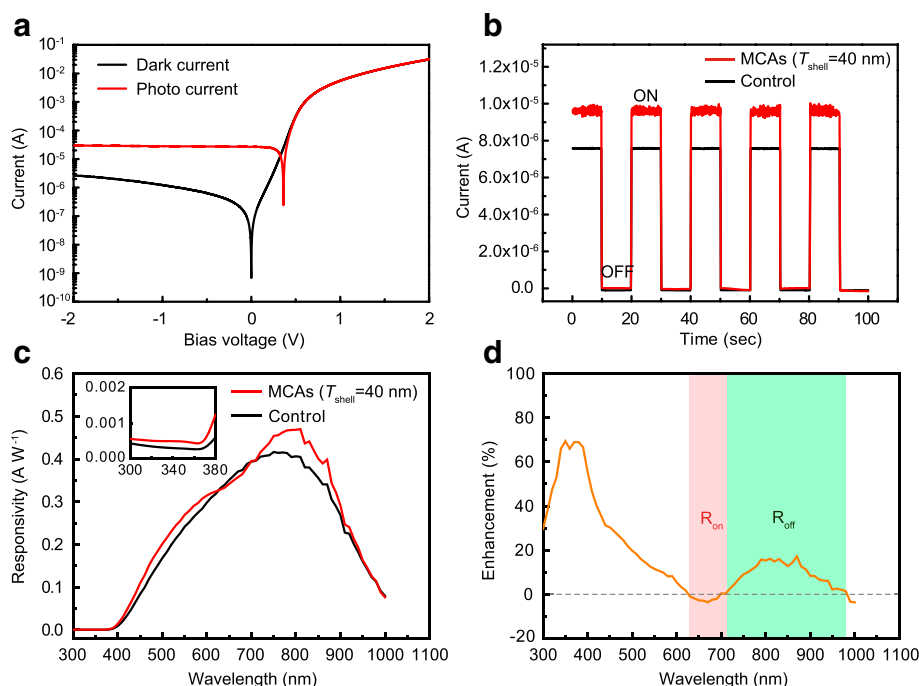 a
10⁻¹
10⁻²
10⁻³
10⁻⁴
10⁻⁵
10⁻⁶
10⁻⁷
10⁻⁸
10⁻⁹
10⁻¹⁰
Current (A)
Dark current
Photo current
-2 -1 0 1 2
Bias voltage (V)
b
1.2x10⁻⁵
1.0x10⁻⁵
8.0x10⁻⁶
6.0x10⁻⁶
4.0x10⁻⁶
2.0x10⁻⁶
0.0
Current (A)
MCAs (T_shell=40 nm)
Control
ON
OFF
0 20 40 60 80 100
Time (sec)
c
0.6
0.5
0.4
0.3
0.2
0.1
0.0
Responsivity (A W⁻¹)
0.002
0.001
0.000
300 340 380
MCAs (T_shell=40 nm)
Control
300 400 500 600 700 800 900 1000 1100
Wavelength (nm)
d
100
80
60
40
20
0
-20
Enhancement (%)
R_on
R_off
300 400 500 600 700 800 900 1000 1100
Wavelength (nm)